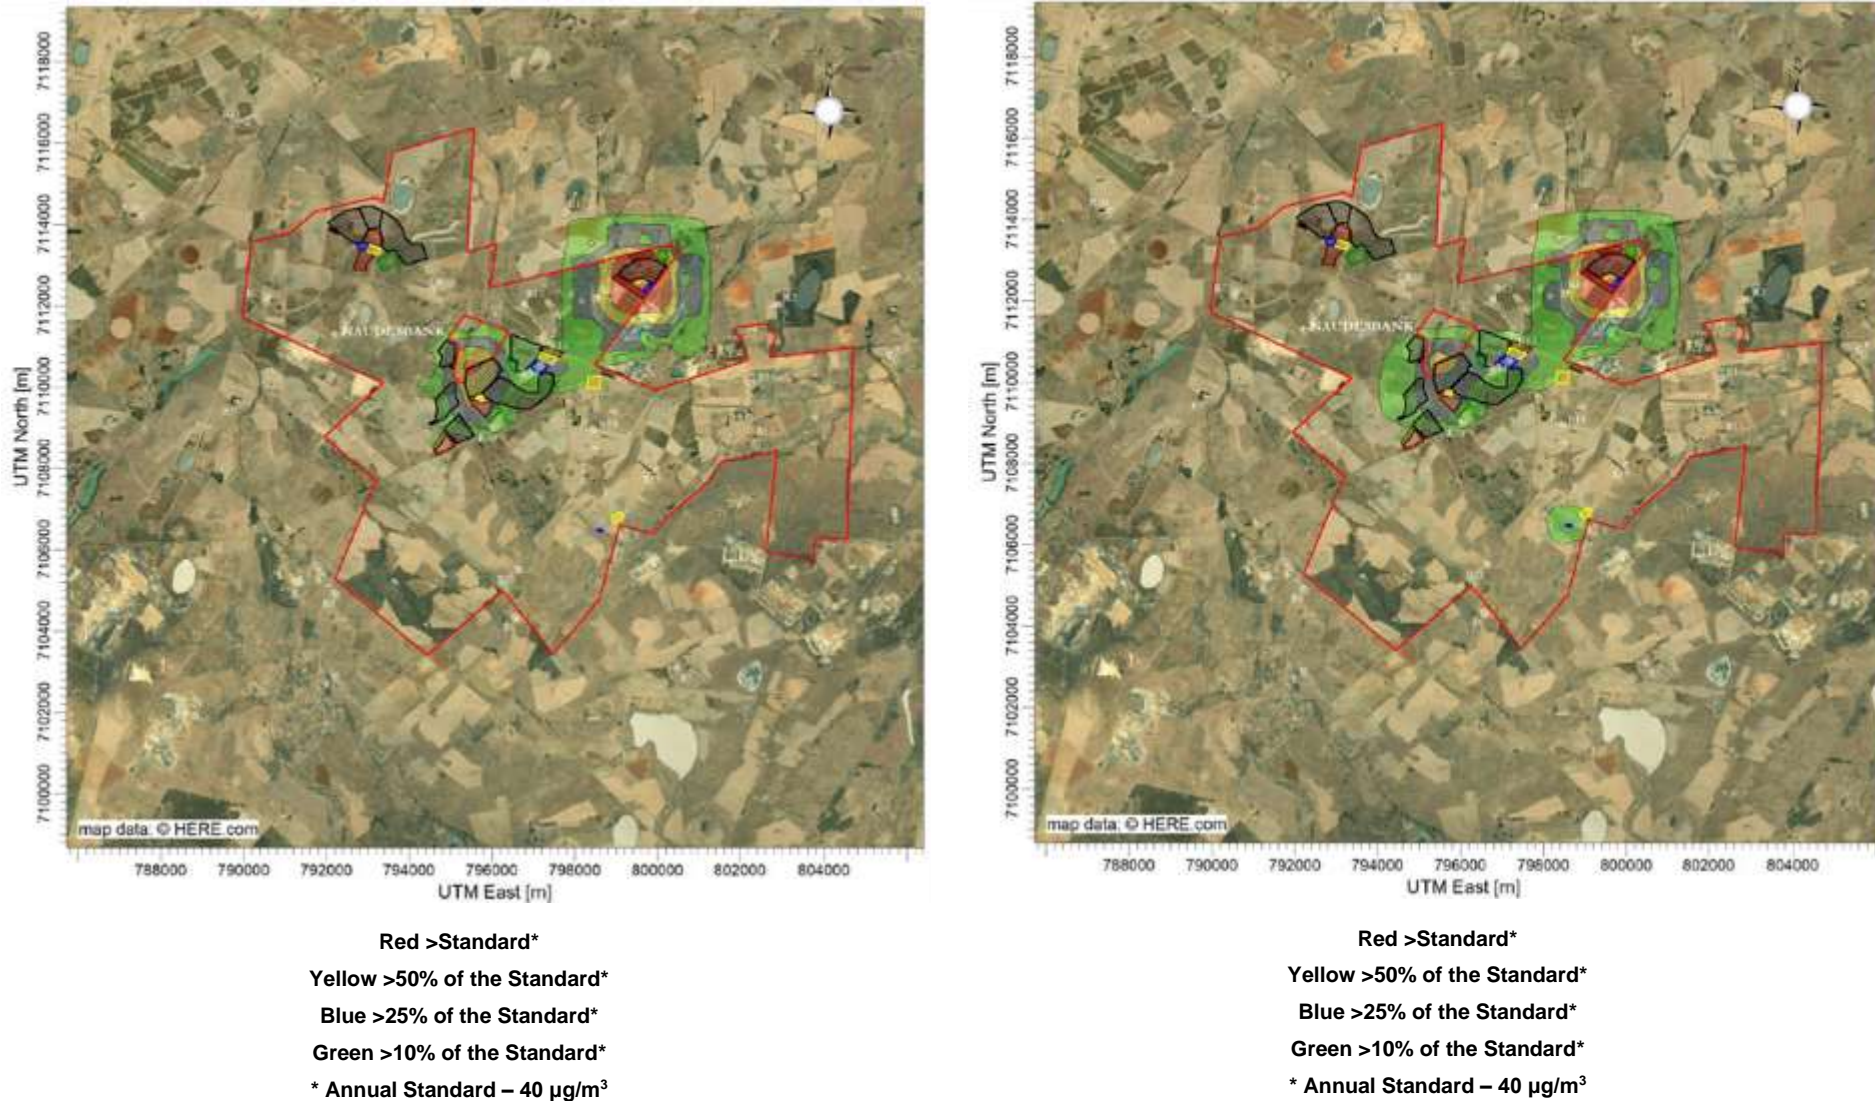 7118000
7116000
7114000
7112000
7110000
7108000
7106000
7104000
7102000
7100000
UTM North [m]
NAUDESBANK
map data: © HERE.com
788000 790000 792000 794000 796000 798000 800000 802000 804000
UTM East [m]
Red >Standard*
Yellow >50% of the Standard*
Blue >25% of the Standard*
Green >10% of the Standard*
* Annual Standard – 40 µg/m³
7118000
7116000
7114000
7112000
7110000
7108000
7106000
7104000
7102000
7100000
UTM North [m]
NAUDESBANK
map data: © HERE.com
788000 790000 792000 794000 796000 798000 800000 802000 804000
UTM East [m]
Red >Standard*
Yellow >50% of the Standard*
Blue >25% of the Standard*
Green >10% of the Standard*
* Annual Standard – 40 µg/m³